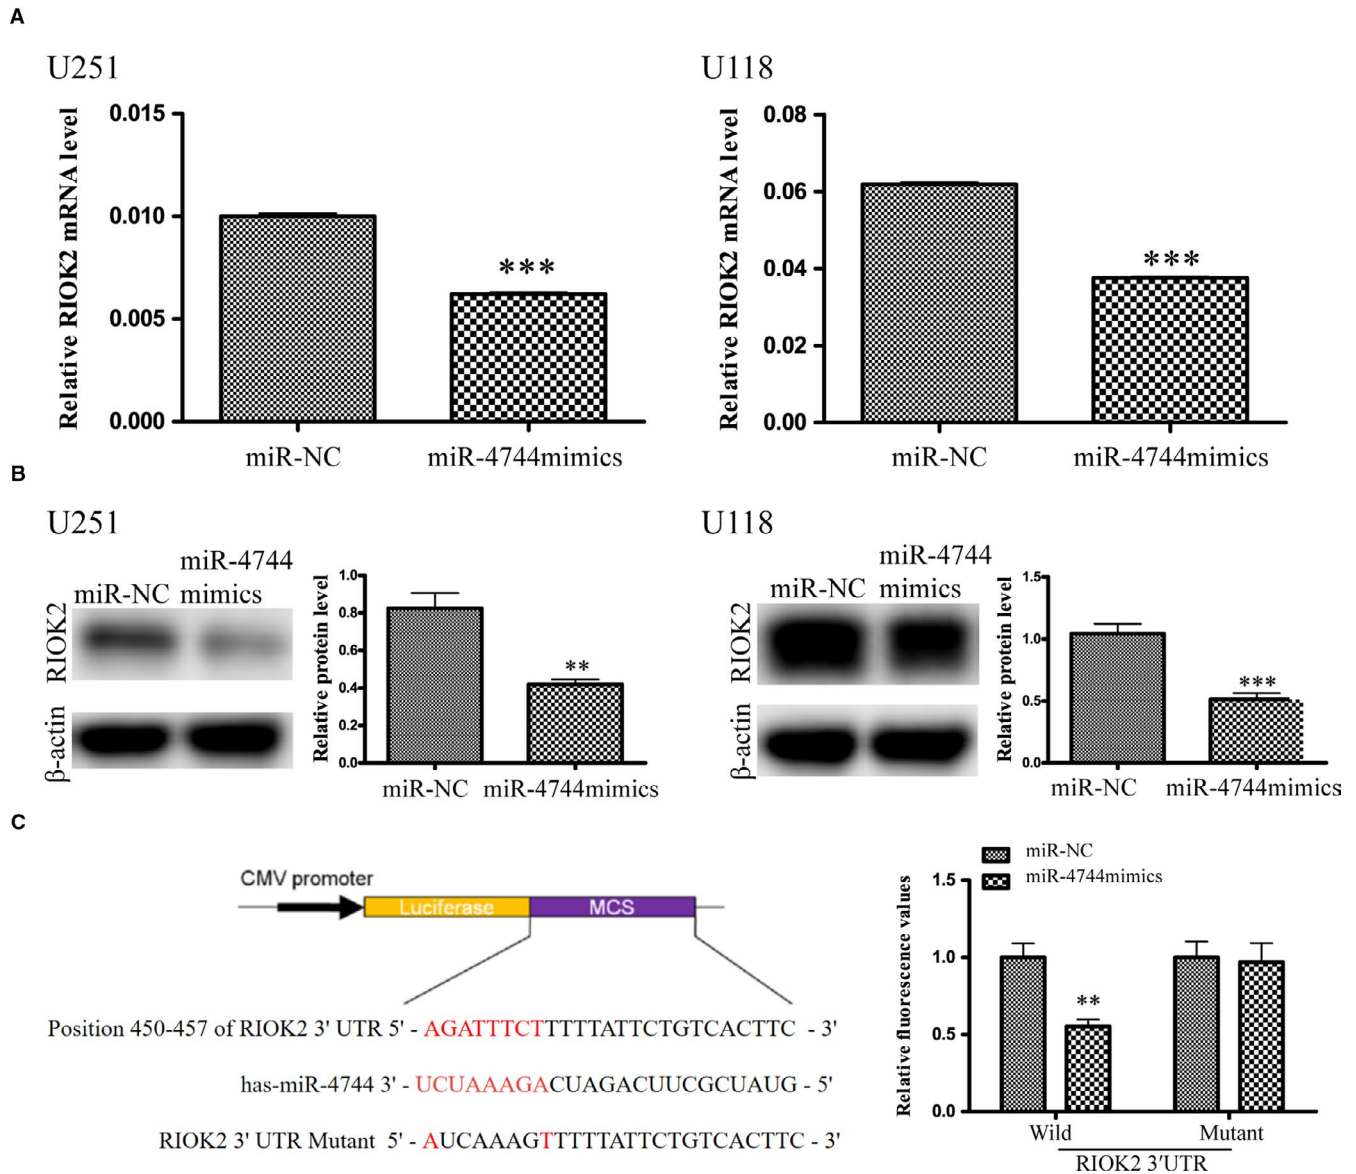 A
U251
Relative RIOK2 mRNA level
0.015
0.010
0.005
0.000
***
miR-NC
miR-4744mimics
U118
Relative RIOK2 mRNA level
0.08
0.06
0.04
0.02
0.00
***
miR-NC
miR-4744mimics
B
U251
miR-4744
miR-NC mimics
RIOK2
β-actin
Relative protein level
1.0
0.8
0.6
0.4
0.2
0.0
**
miR-NC
miR-4744mimics
U118
miR-4744
miR-NC mimics
RIOK2
β-actin
Relative protein level
1.5
1.0
0.5
0.0
***
miR-NC
miR-4744mimics
C
CMV promoter
Luciferase
MCS
Position 450-457 of RIOK2 3' UTR 5' - AGATTTCTTTTTATTCTGTCACTTC - 3'
has-miR-4744 3' - UCUAAAGACUAGACUUCGCUAUG - 5'
RIOK2 3' UTR Mutant 5' - AUCAAAGTTTTTATTCTGTCACTTC - 3'
miR-NC
miR-4744mimics
Relative fluorescence values
1.5
1.0
0.5
0.0
**
Wild
Mutant
RIOK2 3'UTR